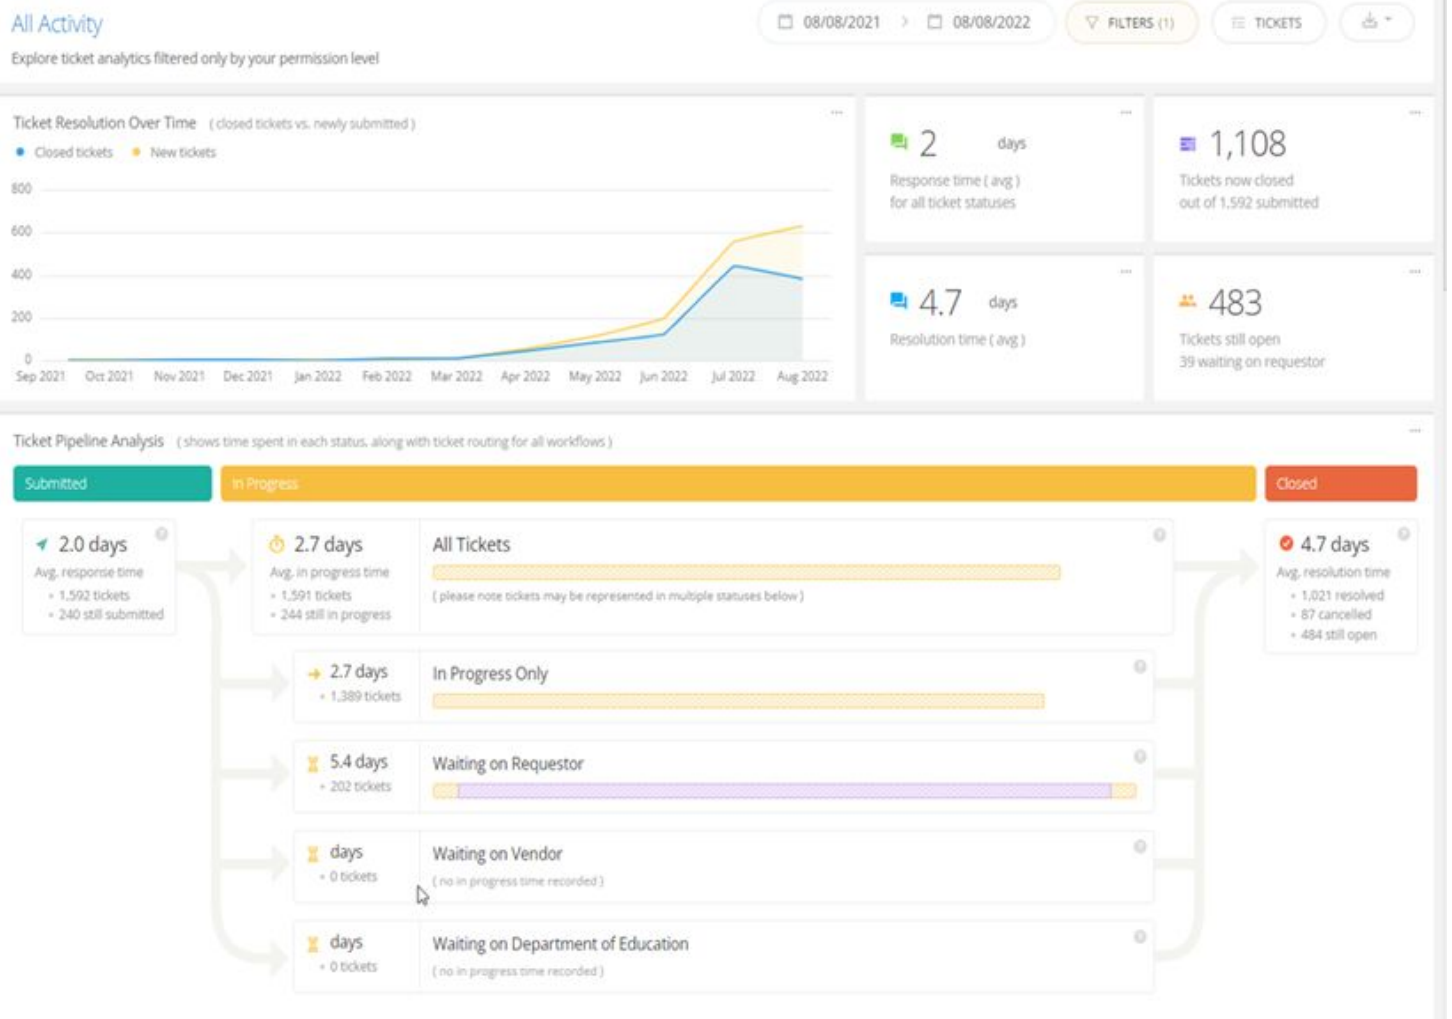 All Activity
08/08/2021 > 08/08/2022
FILTERS (1)
TICKETS
Explore ticket analytics filtered only by your permission level
Ticket Resolution Over Time ( closed tickets vs. newly submitted )
Closed tickets New tickets
800
600
400
200
0
Sep 2021 Oct 2021 Nov 2021 Dec 2021 Jan 2022 Feb 2022 Mar 2022 Apr 2022 May 2022 Jun 2022 Jul 2022 Aug 2022
2 days
Response time ( avg )
for all ticket statuses
1,108
Tickets now closed
out of 1,592 submitted
4.7 days
Resolution time ( avg )
483
Tickets still open
39 waiting on requestor
Ticket Pipeline Analysis ( shows time spent in each status, along with ticket routing for all workflows )
Submitted
In Progress
Closed
2.0 days
Avg. response time
1,592 tickets
240 still submitted
2.7 days
Avg. in progress time
1,591 tickets
244 still in progress
All Tickets
( please note tickets may be represented in multiple statuses below )
4.7 days
Avg. resolution time
1,021 resolved
87 cancelled
484 still open
2.7 days
1,389 tickets
In Progress Only
5.4 days
202 tickets
Waiting on Requestor
days
0 tickets
Waiting on Vendor
( no in progress time recorded )
days
0 tickets
Waiting on Department of Education
( no in progress time recorded )